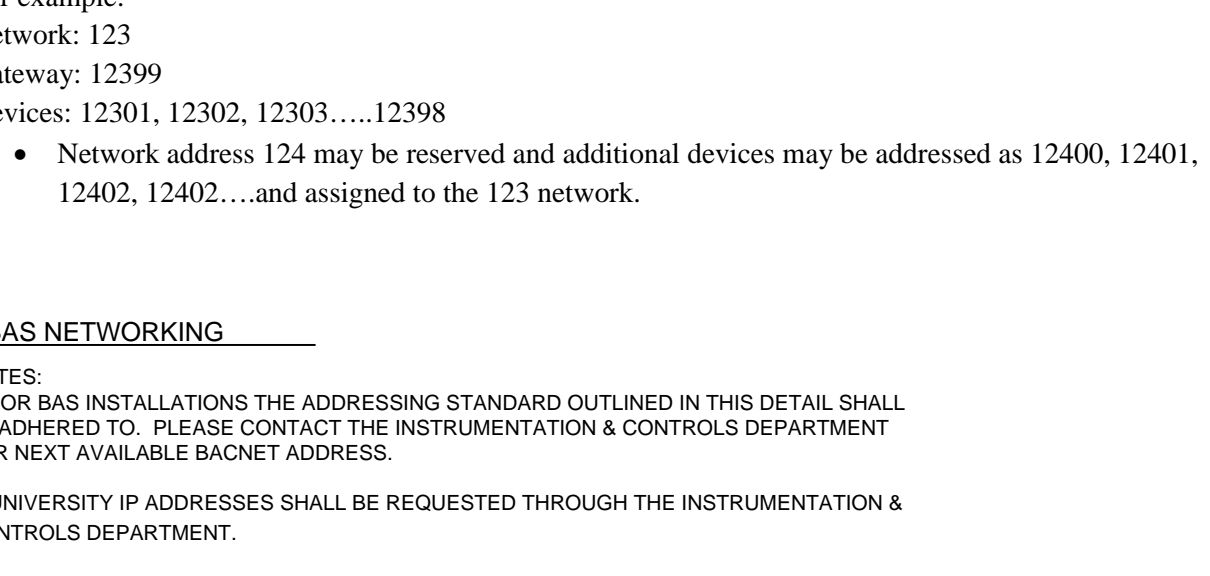 r example:
etwork: 123
ateway: 12399
evices: 12301, 12302, 12303…..12398
• Network address 124 may be reserved and additional devices may be addressed as 12400, 12401,
12402, 12402….and assigned to the 123 network.
BAS NETWORKING
TES:
OR BAS INSTALLATIONS THE ADDRESSING STANDARD OUTLINED IN THIS DETAIL SHALL
ADHERED TO. PLEASE CONTACT THE INSTRUMENTATION & CONTROLS DEPARTMENT
R NEXT AVAILABLE BACNET ADDRESS.
UNIVERSITY IP ADDRESSES SHALL BE REQUESTED THROUGH THE INSTRUMENTATION &
NTROLS DEPARTMENT.